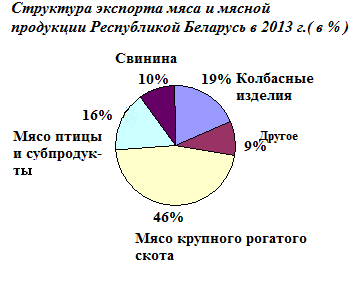 Структура экспорта мяса и мясной
продукции Республикой Беларусь в 2013 г.( в % )
Свинина
10%
19% Колбасные
изделия
16%
Мясо птицы
и субпродук-
ты
Другое
9%
46%
Мясо крупного рогатого
скота